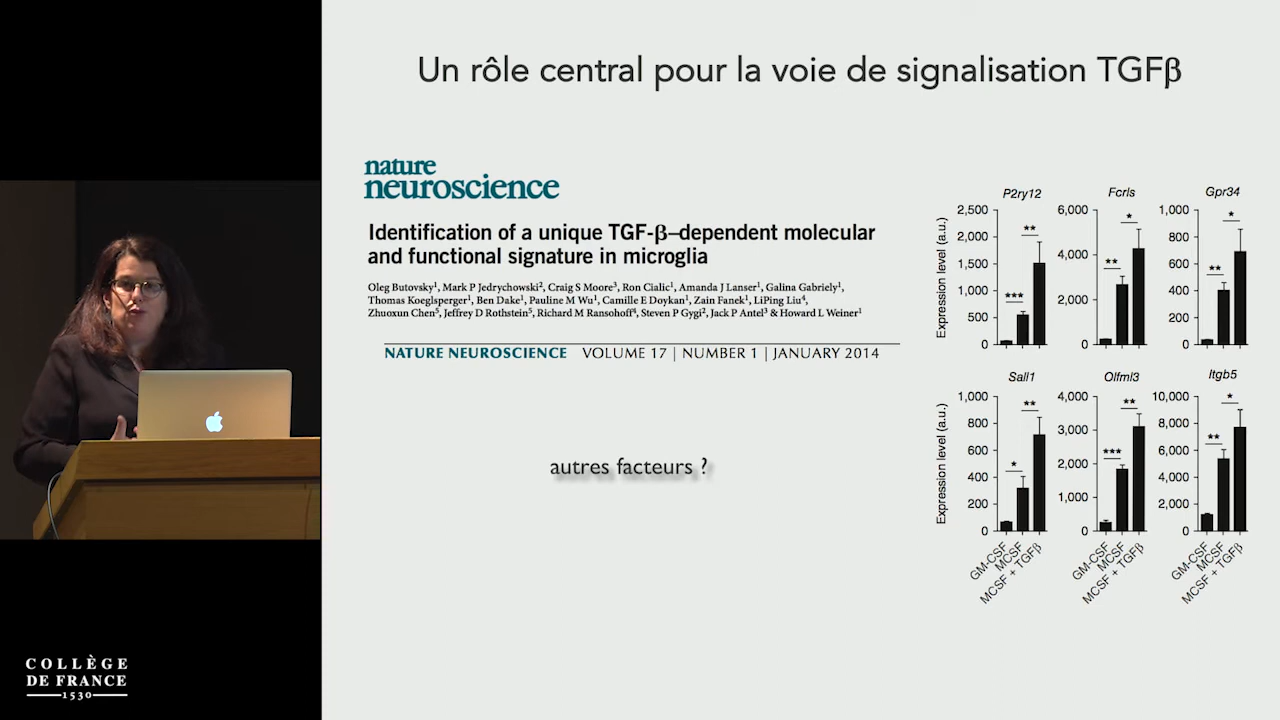 Un rôle central pour la voie de signalisation TGFβ
nature
neuroscience
Identification of a unique TGF-β–dependent molecular
and functional signature in microglia
Oleg Butovsky1, Mark P Jedrychowski2, Craig S Moore3, Ron Cialic1, Amanda J Lanser1, Galina Gabriely1,
Thomas Koeglsperger1, Ben Dake1, Pauline M Wu1, Camille E Doykan1, Zain Fanek1, LiPing Liu4,
Zhuoxun Chen5, Jeffrey D Rothstein5, Richard M Ransohoff4, Steven P Gygi2, Jack P Antel3 & Howard L Weiner1
NATURE NEUROSCIENCE VOLUME 17 | NUMBER 1 | JANUARY 2014
autres facteurs ?
P2ry12 Fcrls Gpr34
Expression level (a.u.)
2,500 6,000 1,000
2,000 4,000 800
1,500 2,000 600
1,000 0 400
500 200
0 0
*** ** ** * ** *
Sall1 Olfml3 Itgb5
Expression level (a.u.)
1,000 4,000 10,000
800 3,000 8,000
600 2,000 6,000
400 1,000 4,000
200 0 2,000
0 0
* ** *** ** ** *
GM-CSF GM-CSF GM-CSF
MCSF MCSF MCSF
MCSF + TGFβ MCSF + TGFβ MCSF + TGFβ
COLLÈGE
DE FRANCE
1530